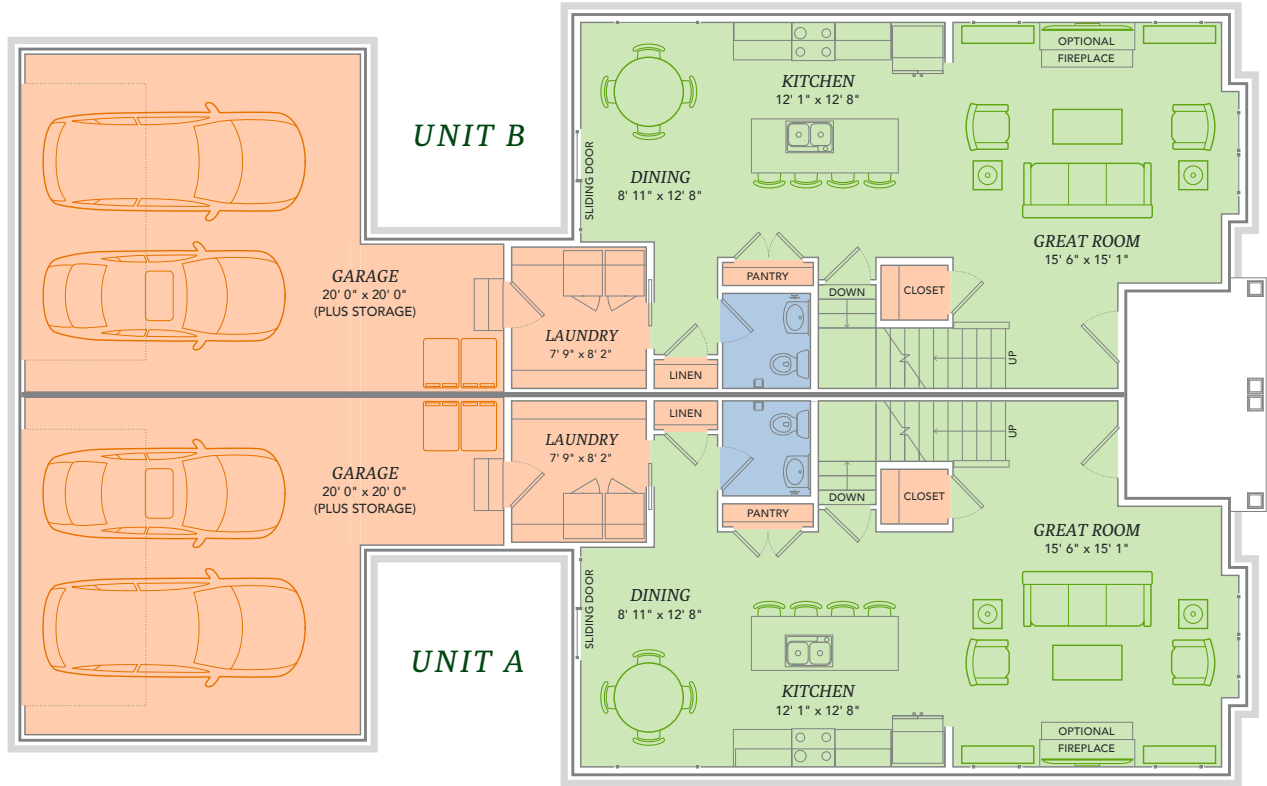 UNIT B
SLIDING DOOR
KITCHEN
12' 1" x 12' 8"
OPTIONAL
FIREPLACE
DINING
8' 11" x 12' 8"
GREAT ROOM
15' 6" x 15' 1"
GARAGE
20' 0" x 20' 0"
(PLUS STORAGE)
LAUNDRY
7' 9" x 8' 2"
PANTRY
DOWN
CLOSET
UP
LINEN
LINEN
LAUNDRY
7' 9" x 8' 2"
UP
GARAGE
20' 0" x 20' 0"
(PLUS STORAGE)
PANTRY
DOWN
CLOSET
GREAT ROOM
15' 6" x 15' 1"
SLIDING DOOR
DINING
8' 11" x 12' 8"
UNIT A
KITCHEN
12' 1" x 12' 8"
OPTIONAL
FIREPLACE